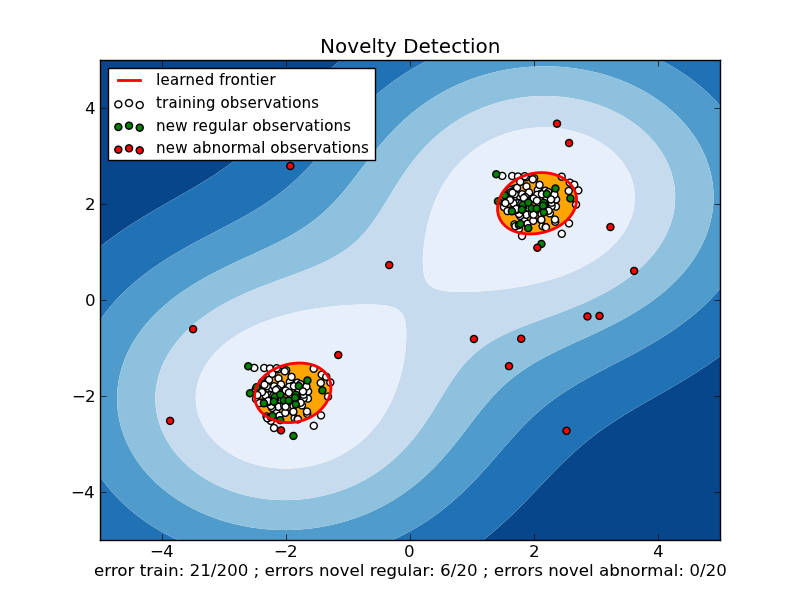 Novelty Detection
learned frontier
training observations
new regular observations
new abnormal observations
4
2
0
−2
−4
−4 −2 0 2 4
error train: 21/200 ; errors novel regular: 6/20 ; errors novel abnormal: 0/20